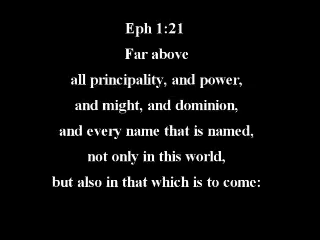 Eph 1:21
Far above
all principality, and power,
and might, and dominion,
and every name that is named,
not only in this world,
but also in that which is to come: